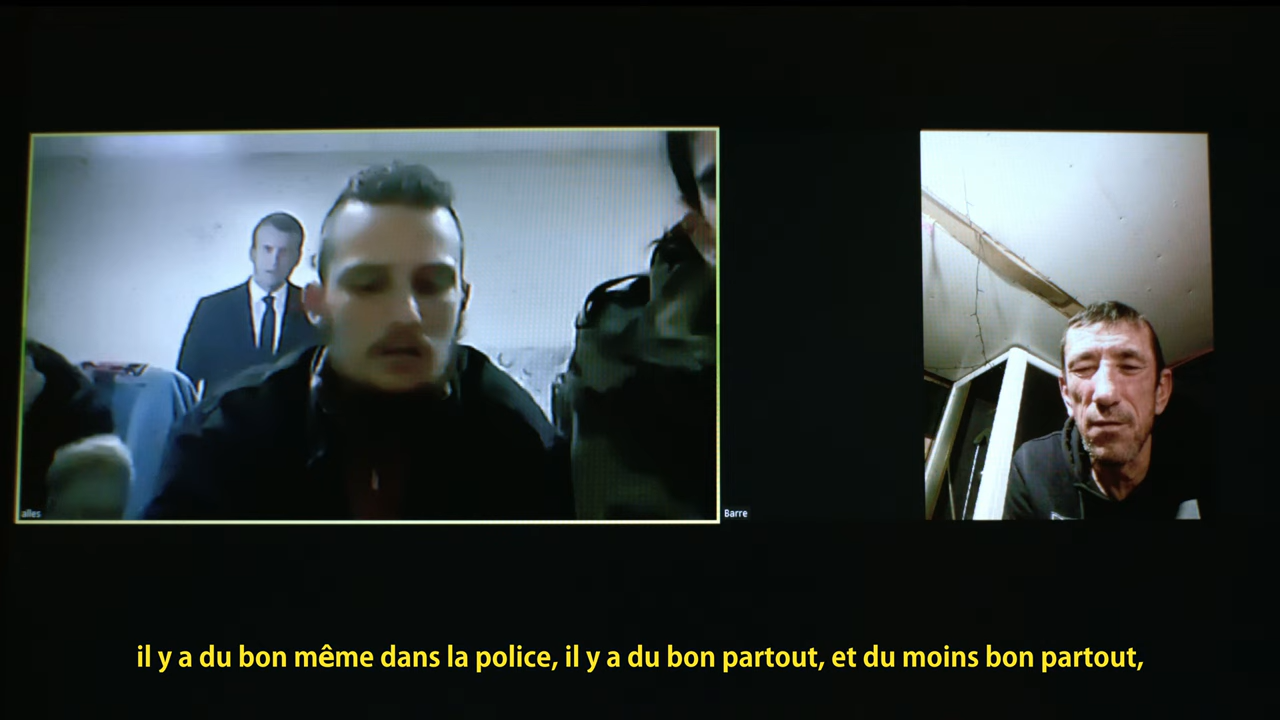 alles
Barre
il y a du bon même dans la police, il y a du bon partout, et du moins bon partout,